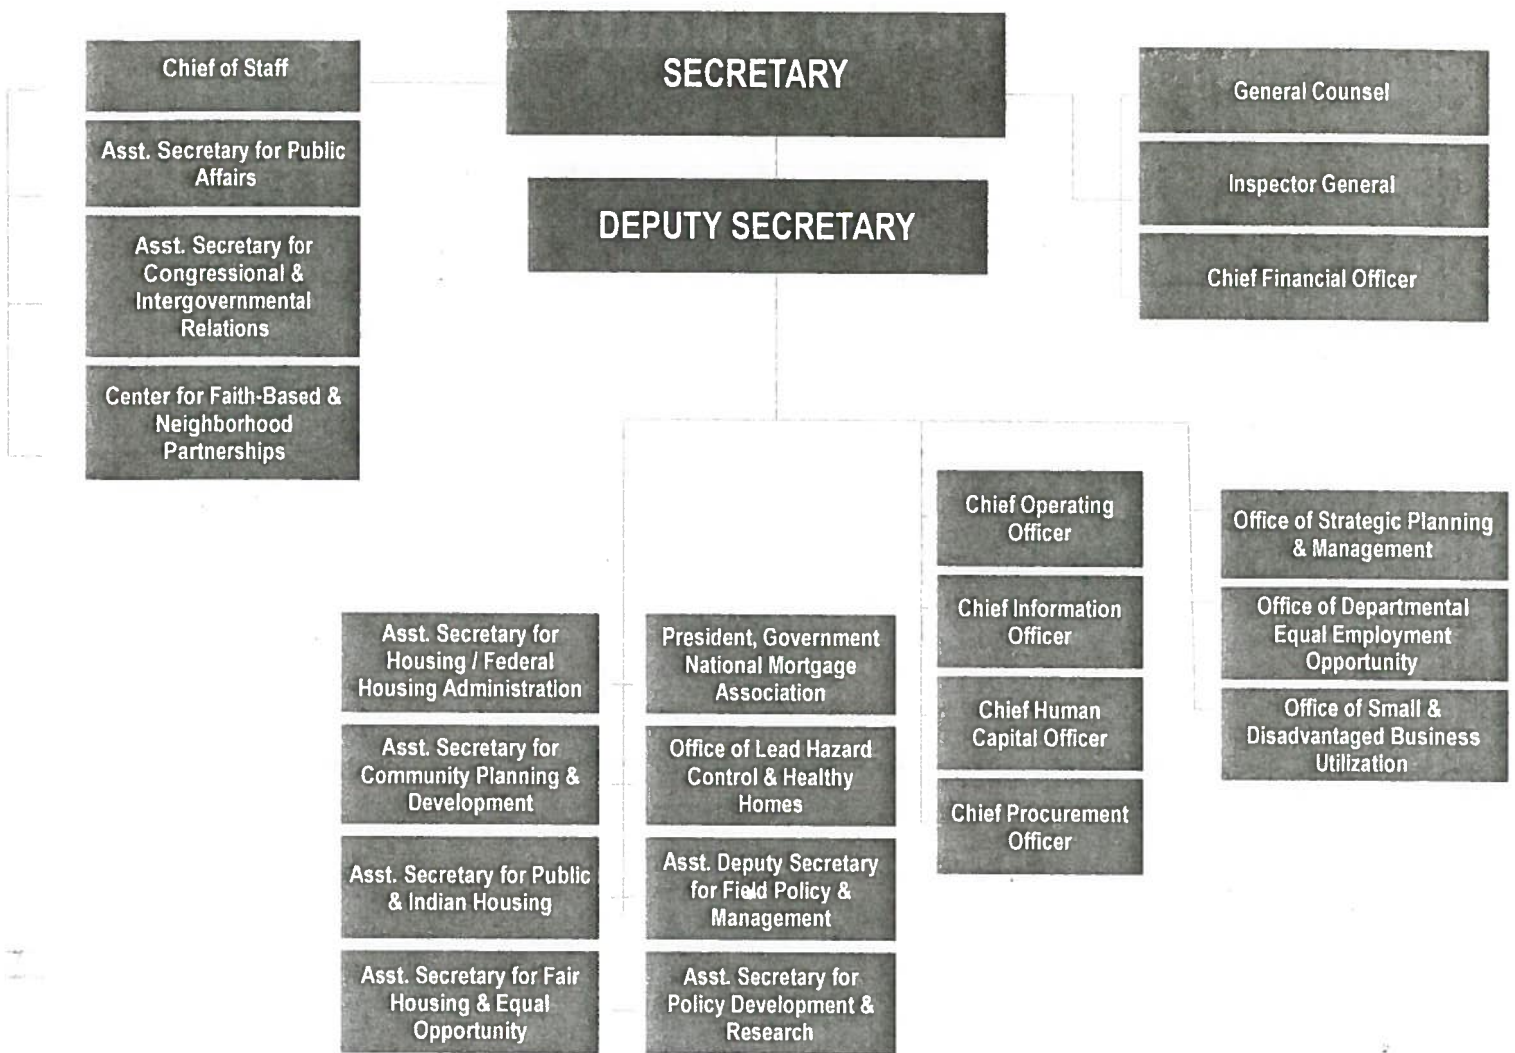 SECRETARY
DEPUTY SECRETARY
Chief of Staff
Asst. Secretary for Public
Affairs
Asst. Secretary for
Congressional &
Intergovernmental
Relations
Center for Faith-Based &
Neighborhood
Partnerships
General Counsel
Inspector General
Chief Financial Officer
Asst. Secretary for
Housing / Federal
Housing Administration
Asst. Secretary for
Community Planning &
Development
Asst. Secretary for Public
& Indian Housing
Asst. Secretary for Fair
Housing & Equal
Opportunity
President, Government
National Mortgage
Association
Office of Lead Hazard
Control & Healthy
Homes
Asst. Deputy Secretary
for Field Policy &
Management
Asst. Secretary for
Policy Development &
Research
Chief Operating
Officer
Chief Information
Officer
Chief Human
Capital Officer
Chief Procurement
Officer
Office of Strategic Planning
& Management
Office of Departmental
Equal Employment
Opportunity
Office of Small &
Disadvantaged Business
Utilization